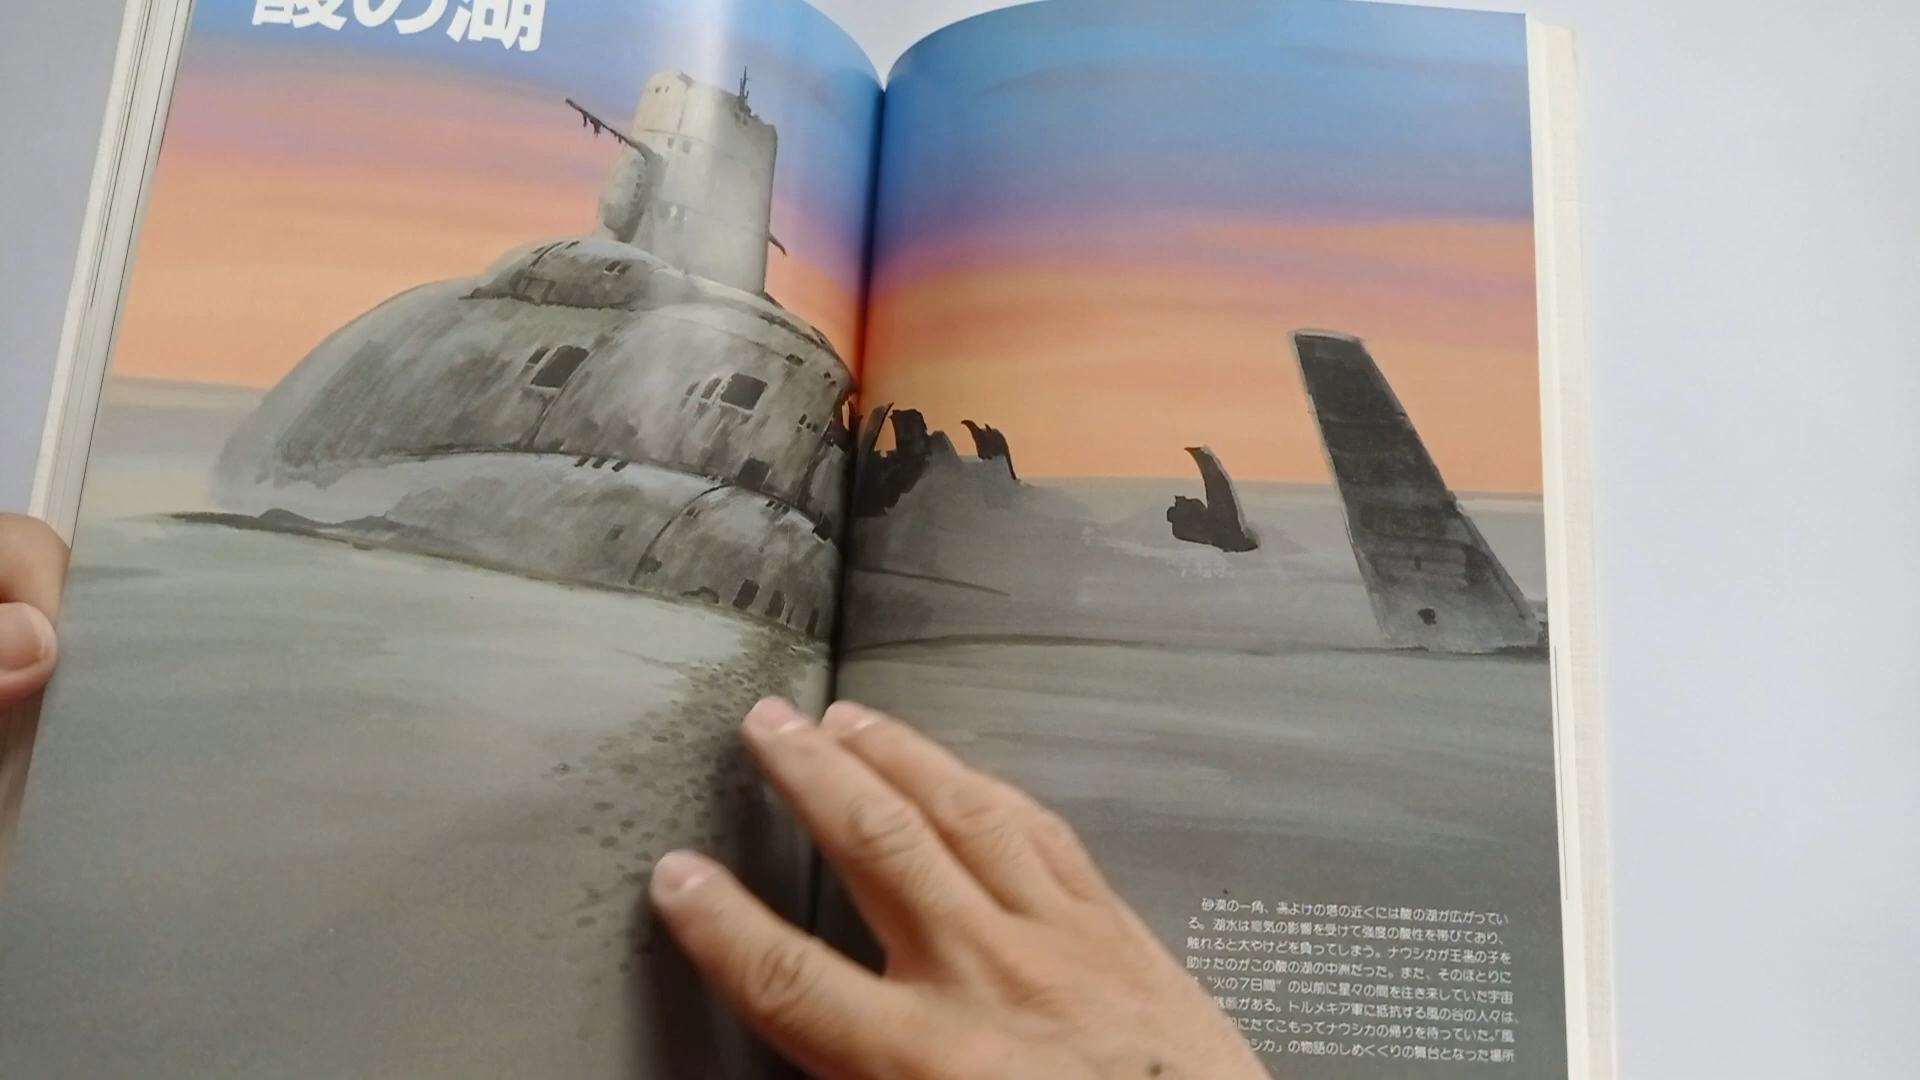 酸の湖
砂漠の一角、蟲よけの塔の近くには酸の湖が広がってい
る。湖水は瘴気の影響を受けて強度の酸性を帯びており、
触れると大やけどを負ってしまう。ナウシカが王蟲の子を
助けたのがこの酸の湖の中洲だった。また、そのほとりに
“火の7日間”の以前に星々の間を往き来していた宇宙
残骸がある。トルメキア軍に抵抗する風の谷の人々は、
にたてこもってナウシカの帰りを待っていた。「風
シカ」の物語のしめくくりの舞台となった場所